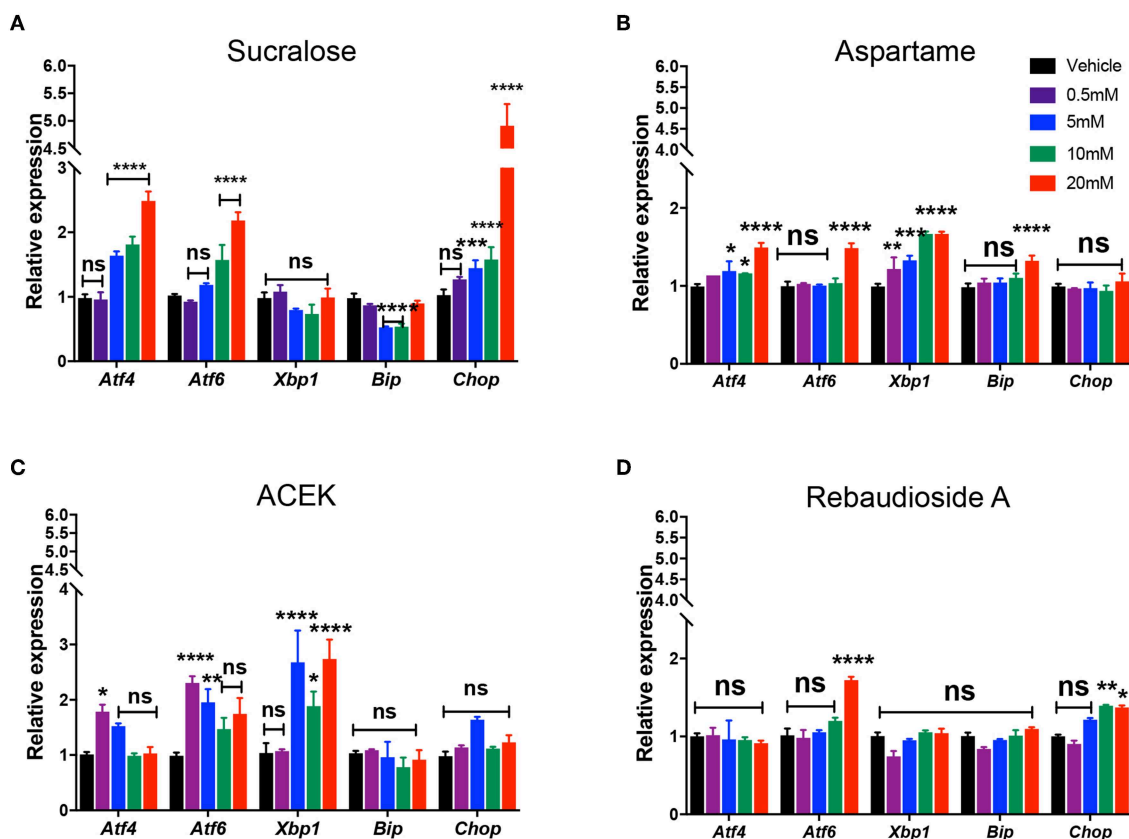 A
Sucralose
Relative expression
6.0
5.5
5.0
4.5
3
2
1
0
ns
****
ns
****
ns
****
ns
***
****
****
Atf4
Atf6
Xbp1
Bip
Chop
B
Aspartame
Vehicle
0.5mM
5mM
10mM
20mM
Relative expression
6.0
5.5
5.0
4.5
4.0
2
1
0
*
*
****
ns
****
**
***
****
ns
****
ns
Atf4
Atf6
Xbp1
Bip
Chop
C
ACEK
Relative expression
6.0
5.5
5.0
4.5
4
3
2
1
0
*
ns
****
**
ns
ns
****
*
****
ns
ns
Atf4
Atf6
Xbp1
Bip
Chop
D
Rebaudioside A
Relative expression
6.0
5.5
5.0
4.5
4.0
2
1
0
ns
ns
****
ns
ns
**
*
Atf4
Atf6
Xbp1
Bip
Chop